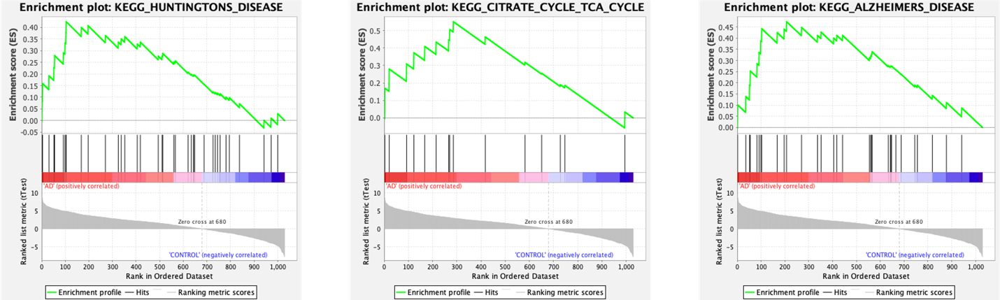 Enrichment plot: KEGG_HUNTINGTONS_DISEASE
Enrichment score (ES)
0.40
0.35
0.30
0.25
0.20
0.15
0.10
0.05
0.00
-0.05
'AD' (positively correlated)
Ranked list metric (tTest)
10
5
0
-5
Zero cross at 680
'CONTROL' (negatively correlated)
0 100 200 300 400 500 600 700 800 900 1,000
Rank in Ordered Dataset
Enrichment profile Hits Ranking metric scores
Enrichment plot: KEGG_CITRATE_CYCLE_TCA_CYCLE
Enrichment score (ES)
0.5
0.4
0.3
0.2
0.1
0.0
'AD' (positively correlated)
Ranked list metric (tTest)
10
5
0
-5
Zero cross at 680
'CONTROL' (negatively correlated)
0 100 200 300 400 500 600 700 800 900 1,000
Rank in Ordered Dataset
Enrichment profile Hits Ranking metric scores
Enrichment plot: KEGG_ALZHEIMERS_DISEASE
Enrichment score (ES)
0.45
0.40
0.35
0.30
0.25
0.20
0.15
0.10
0.05
0.00
'AD' (positively correlated)
Ranked list metric (tTest)
10
5
0
-5
Zero cross at 680
'CONTROL' (negatively correlated)
0 100 200 300 400 500 600 700 800 900 1,000
Rank in Ordered Dataset
Enrichment profile Hits Ranking metric scores